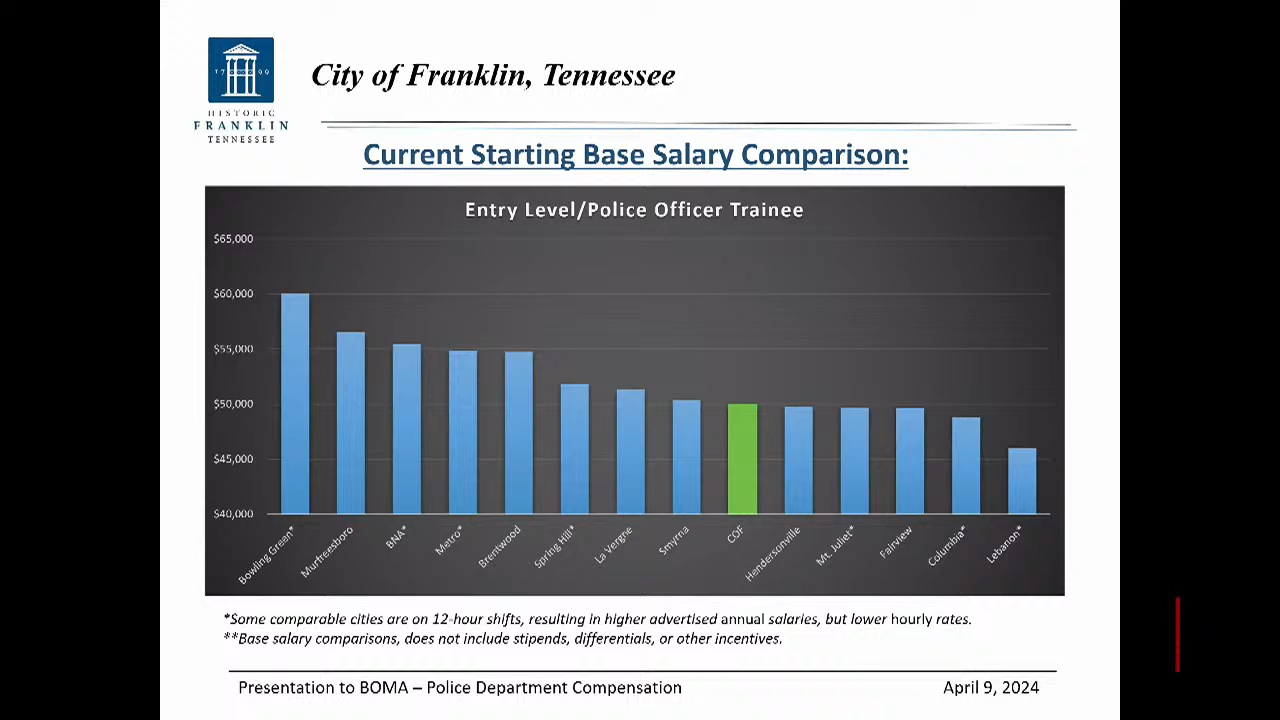 1799
HISTORIC
FRANKLIN
TENNESSEE
City of Franklin, Tennessee
Current Starting Base Salary Comparison:
Entry Level/Police Officer Trainee
$65,000
$60,000
$55,000
$50,000
$45,000
$40,000
Bowling Green*
Murfreesboro
BNA*
Metro*
Brentwood
Spring Hill*
La Vergne
Smyrna
COF
Hendersonville
Mt. Juliet*
Fairview
Columbia*
Lebanon*
*Some comparable cities are on 12-hour shifts, resulting in higher advertised annual salaries, but lower hourly rates.
**Base salary comparisons, does not include stipends, differentials, or other incentives.
Presentation to BOMA – Police Department Compensation
April 9, 2024